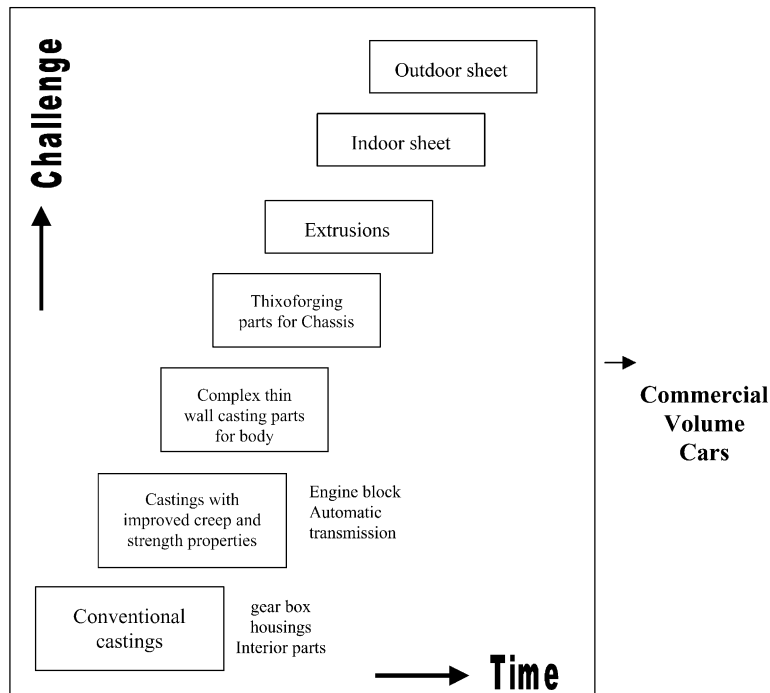 Challenge
Outdoor sheet
Indoor sheet
Extrusions
Thixoforging
parts for Chassis
Complex thin
wall casting parts
for body
Castings with
improved creep and
strength properties
Engine block
Automatic
transmission
Conventional
castings
gear box
housings
Interior parts
Time
Commercial
Volume
Cars